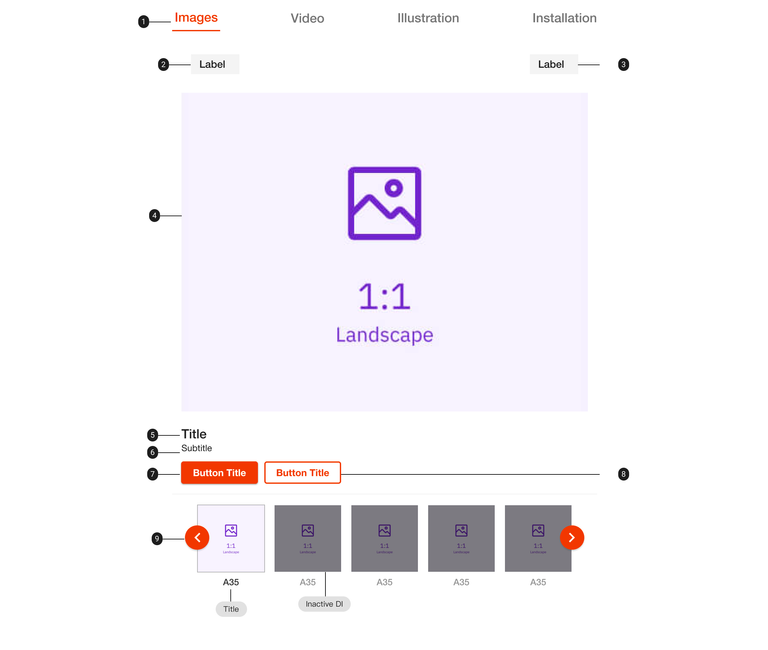 1 Images Video Illustration Installation
2 Label Label 3
4
1:1
Landscape
5 Title
6 Subtitle
7 Button Title Button Title 8
9
1:1 1:1 1:1 1:1 1:1
Landscape Landscape Landscape Landscape Landscape
A35 A35 A35 A35 A35
Title Inactive DI